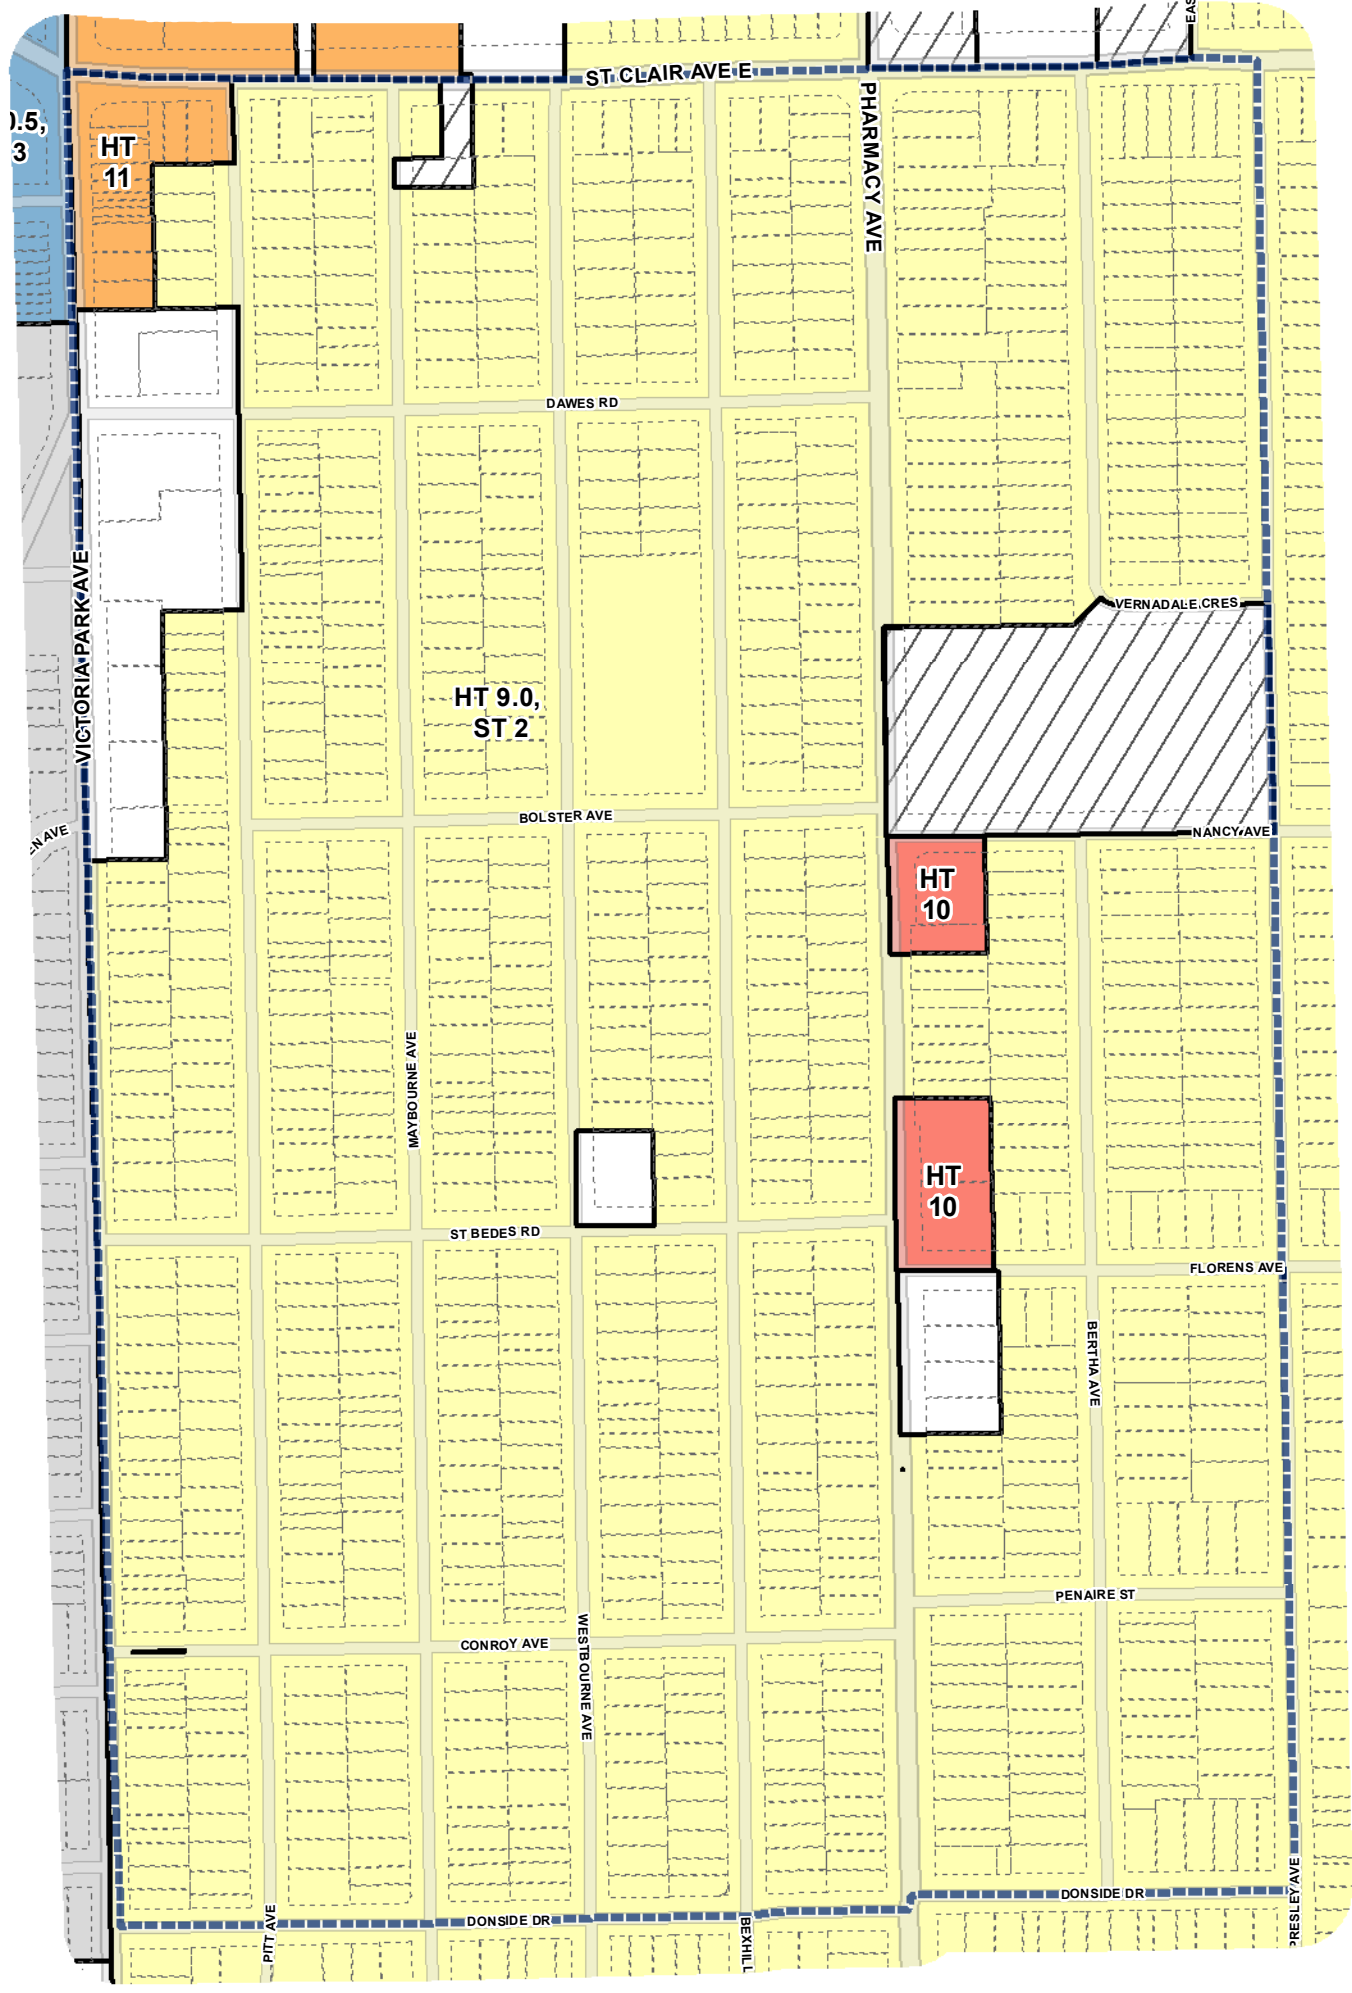 EAS
ST CLAIR AVE E
0.5,
3
HT
11
PHARMACY AVE
DAWES RD
VICTORIA PARK AVE
VERNADALE CRES
HT 9.0,
ST 2
BOLSTER AVE
NANCY AVE
EN AVE
HT
10
MAYBOURNE AVE
HT
10
ST BEDES RD
FLORENS AVE
BERTHA AVE
PENAIRE ST
WESTBOURNE AVE
CONROY AVE
DONSIDE DR
DONSIDE DR
PITT AVE
BEXHILL
PRESLEY AVE